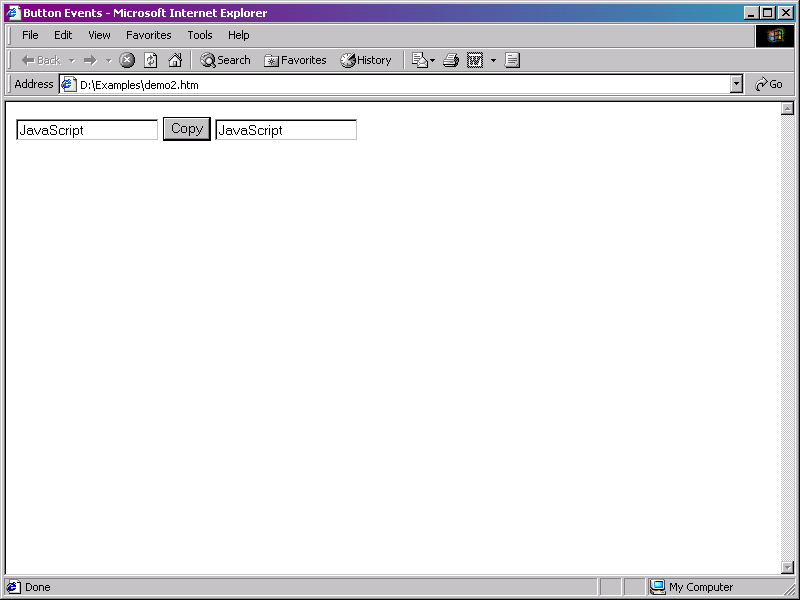 Button Events - Microsoft Internet Explorer
File Edit View Favorites Tools Help
Back Search Favorites History
Address D:\Examples\demo2.htm Go
JavaScript Copy JavaScript
Done My Computer